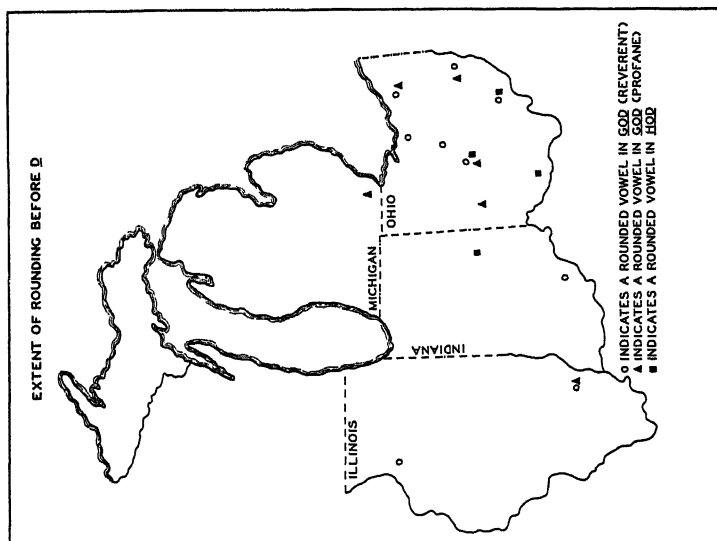 EXTENT OF ROUNDING BEFORE D
MICHIGAN
OHIO
INDIANA
ILLINOIS
○ INDICATES A ROUNDED VOWEL IN GOD (REVERENT)
▲ INDICATES A ROUNDED VOWEL IN GOD (PROFANE)
■ INDICATES A ROUNDED VOWEL IN HOD